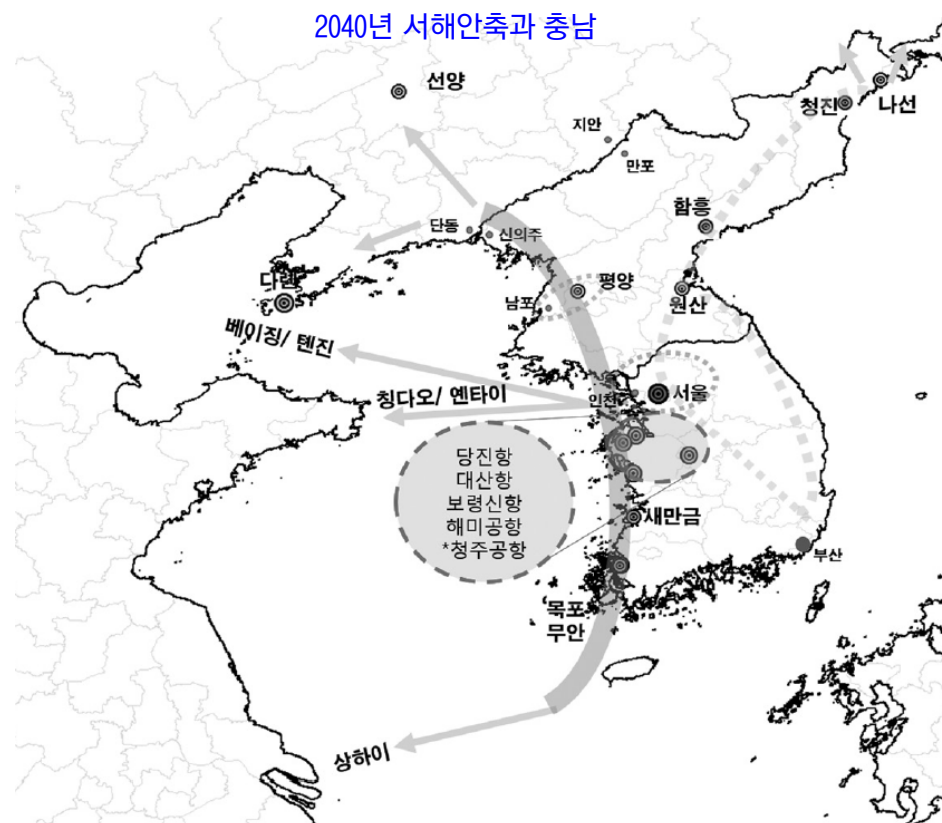 2040년 서해안축과 충남
선양
청진
나선
지안
만포
함흥
단동
신의주
다롄
평양
남포
원산
베이징/ 톈진
칭다오/ 옌타이
인천
서울
당진항
대산항
보령신항
해미공항
*청주공항
새만금
부산
목포
무안
상하이